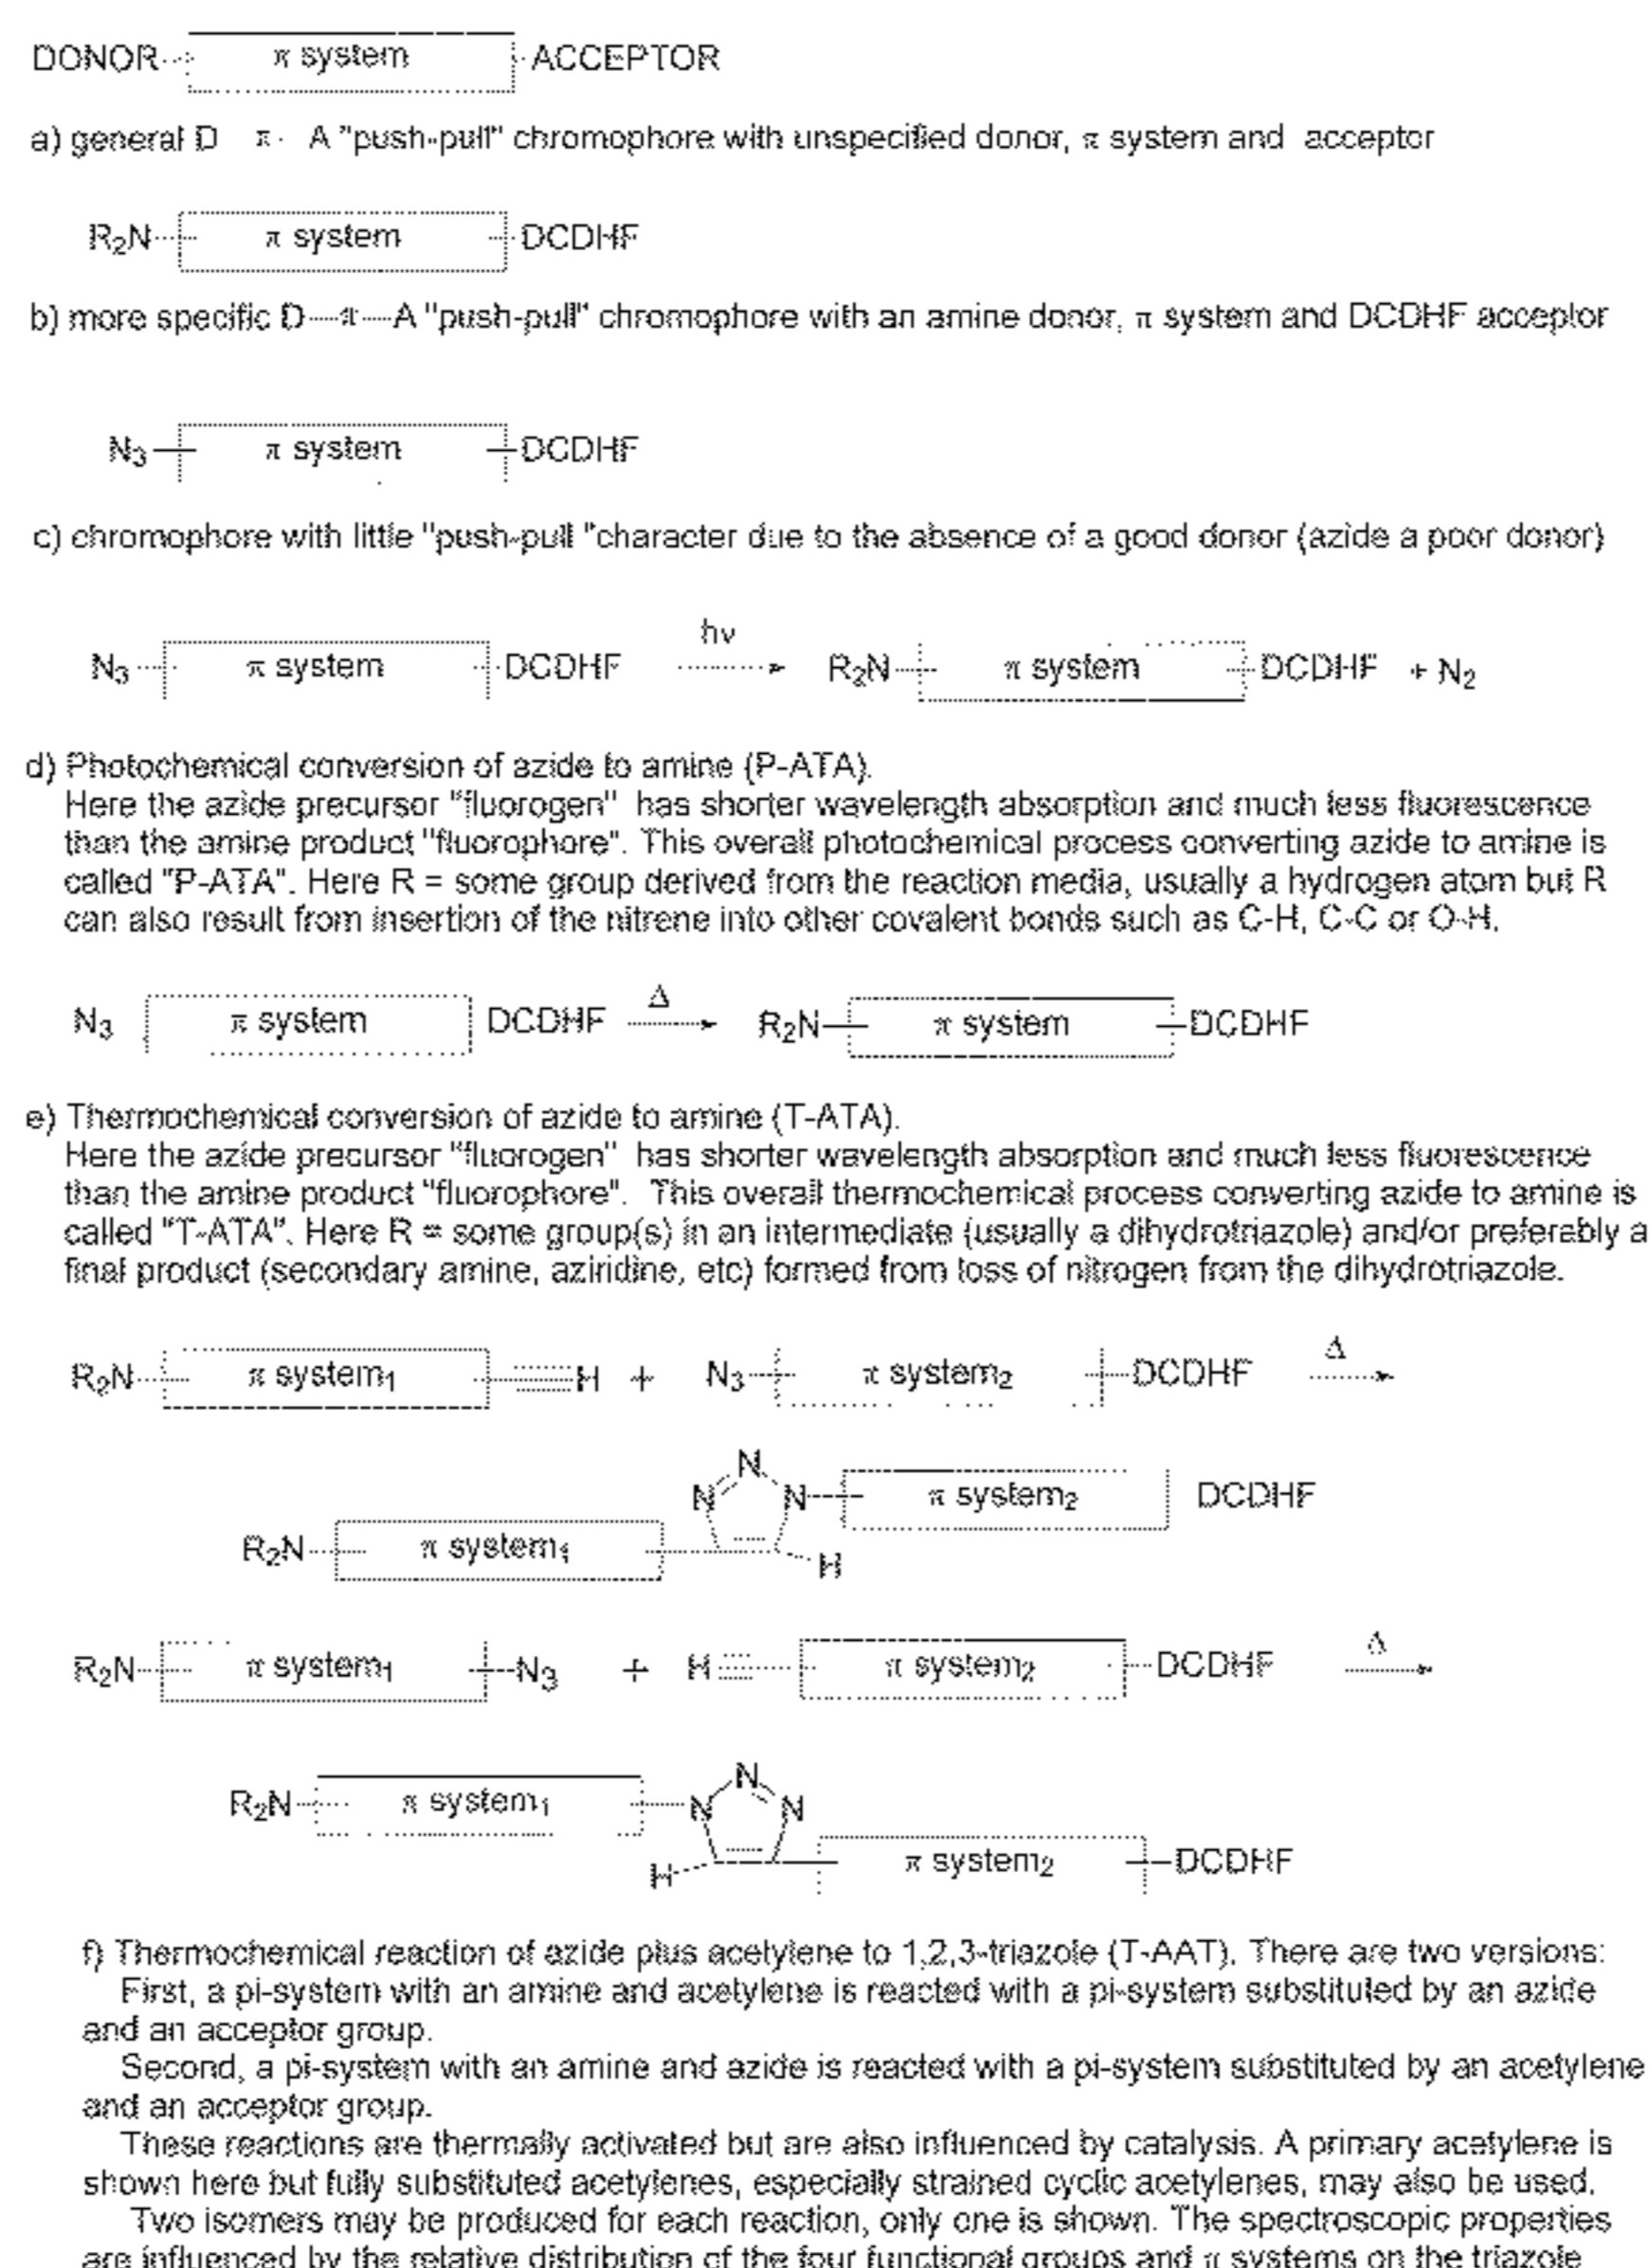 DONOR π system ACCEPTOR
a) general D π A "push-pull" chromophore with unspecified donor, π system and acceptor
R2N π system DCDHF
b) more specific D—π—A "push-pull" chromophore with an amine donor, π system and DCDHF acceptor
N3 π system DCDHF
c) chromophore with little "push-pull "character due to the absence of a good donor (azide a poor donor)
hν
N3 π system DCDHF R2N π system DCDHF + N2
d) Photochemical conversion of azide to amine (P-ATA).
Here the azide precursor "fluorogen" has shorter wavelength absorption and much less fluorescence
than the amine product "fluorophore". This overall photochemical process converting azide to amine is
called "P-ATA". Here R = some group derived from the reaction media, usually a hydrogen atom but R
can also result from insertion of the nitrene into other covalent bonds such as C-H, C-C or O-H.
Δ
N3 π system DCDHF R2N π system DCDHF
e) Thermochemical conversion of azide to amine (T-ATA).
Here the azide precursor "fluorogen" has shorter wavelength absorption and much less fluorescence
than the amine product "fluorophore". This overall thermochemical process converting azide to amine is
called "T-ATA". Here R = some group(s) in an intermediate (usually a dihydrotriazole) and/or preferably a
final product (secondary amine, aziridine, etc) formed from loss of nitrogen from the dihydrotriazole.
Δ
R2N π system1 H + N3 π system2 DCDHF
N
N N π system2 DCDHF
R2N π system1 H
Δ
R2N π system1 N3 + H π system2 DCDHF
N
R2N π system1 N N
H π system2 DCDHF
f) Thermochemical reaction of azide plus acetylene to 1,2,3-triazole (T-AAT). There are two versions:
First, a pi-system with an amine and acetylene is reacted with a pi-system substituted by an azide
and an acceptor group.
Second, a pi-system with an amine and azide is reacted with a pi-system substituted by an acetylene
and an acceptor group.
These reactions are thermally activated but are also influenced by catalysis. A primary acetylene is
shown here but fully substituted acetylenes, especially strained cyclic acetylenes, may also be used.
Two isomers may be produced for each reaction, only one is shown. The spectroscopic properties
are influenced by the relative distribution of the four functional groups and π systems on the triazole